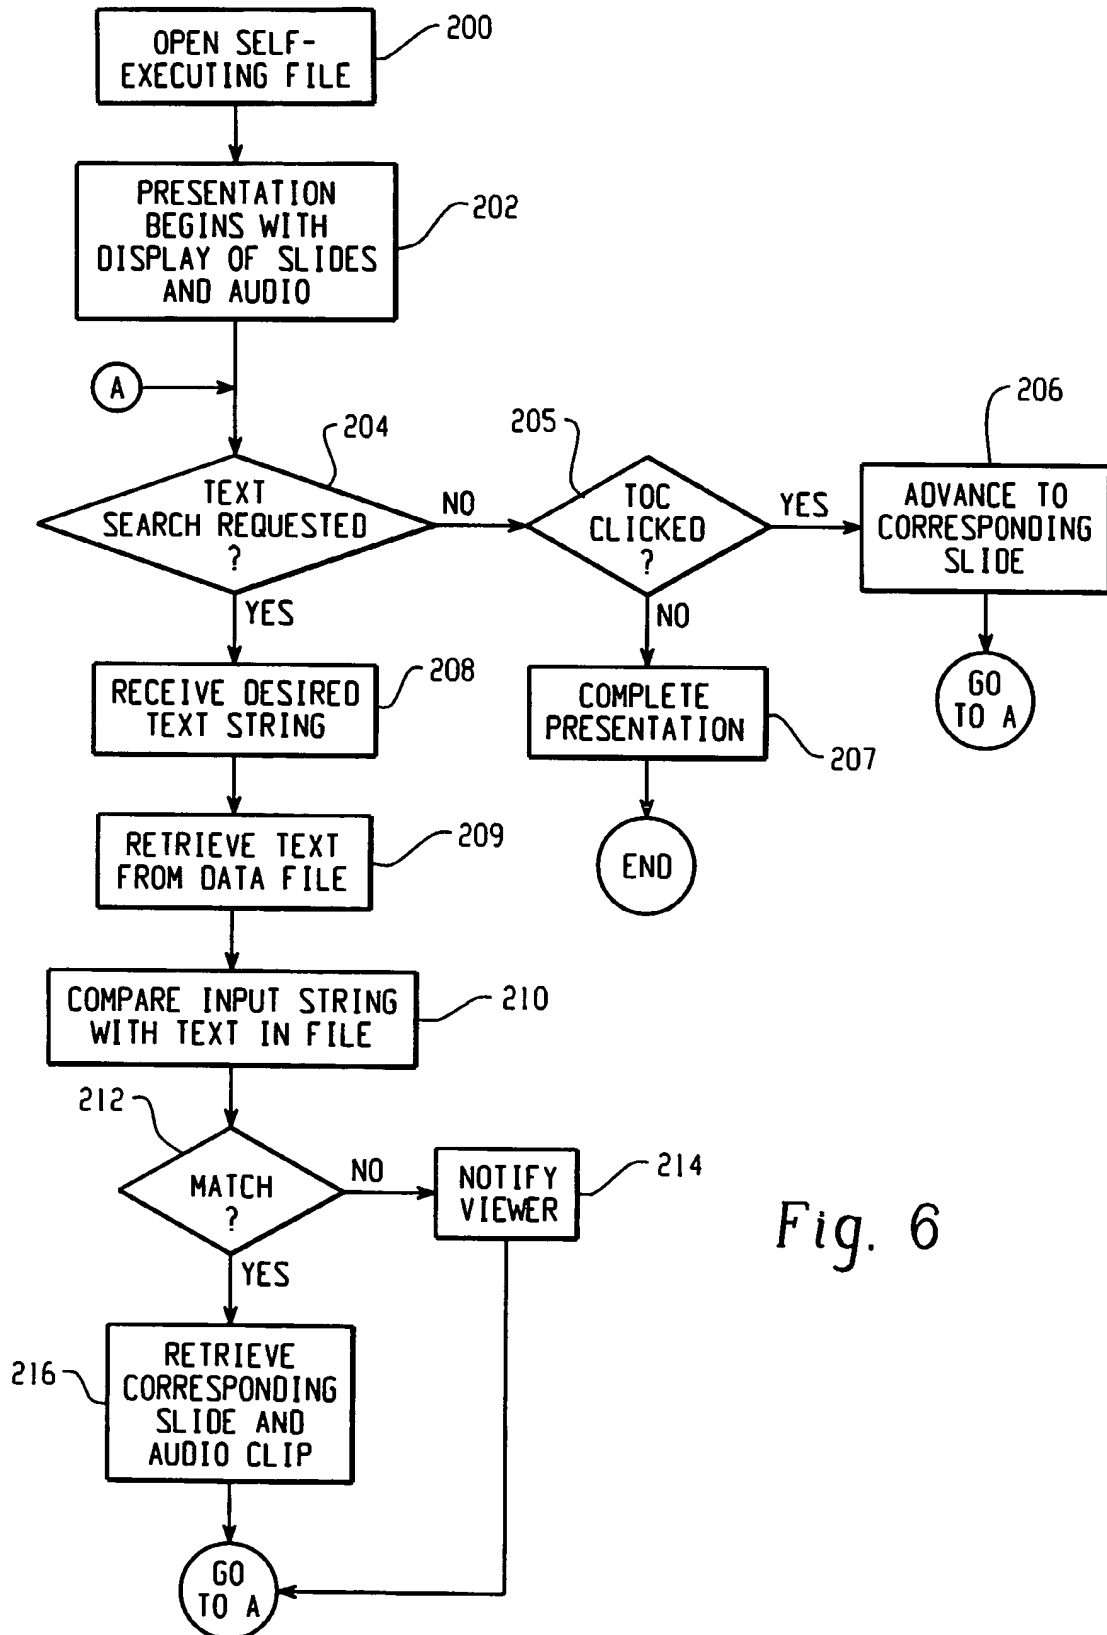 OPEN SELF-
EXECUTING FILE
200
PRESENTATION
BEGINS WITH
DISPLAY OF SLIDES
AND AUDIO
202
A
204
TEXT
SEARCH REQUESTED
?
NO
YES
205
TOC
CLICKED
?
YES
NO
206
ADVANCE TO
CORRESPONDING
SLIDE
GO
TO A
RECEIVE DESIRED
TEXT STRING
208
COMPLETE
PRESENTATION
207
END
RETRIEVE TEXT
FROM DATA FILE
209
COMPARE INPUT STRING
WITH TEXT IN FILE
210
212
MATCH
?
NO
YES
NOTIFY
VIEWER
214
Fig. 6
216
RETRIEVE
CORRESPONDING
SLIDE AND
AUDIO CLIP
GO
TO A